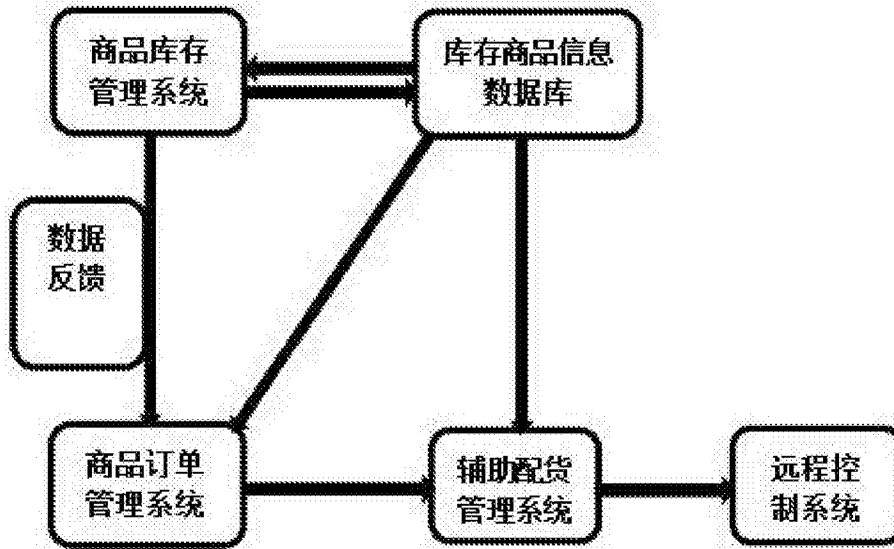 商品库存
管理系统
库存商品信息
数据库
数据
反馈
商品订单
管理系统
辅助配货
管理系统
远程控
制系统